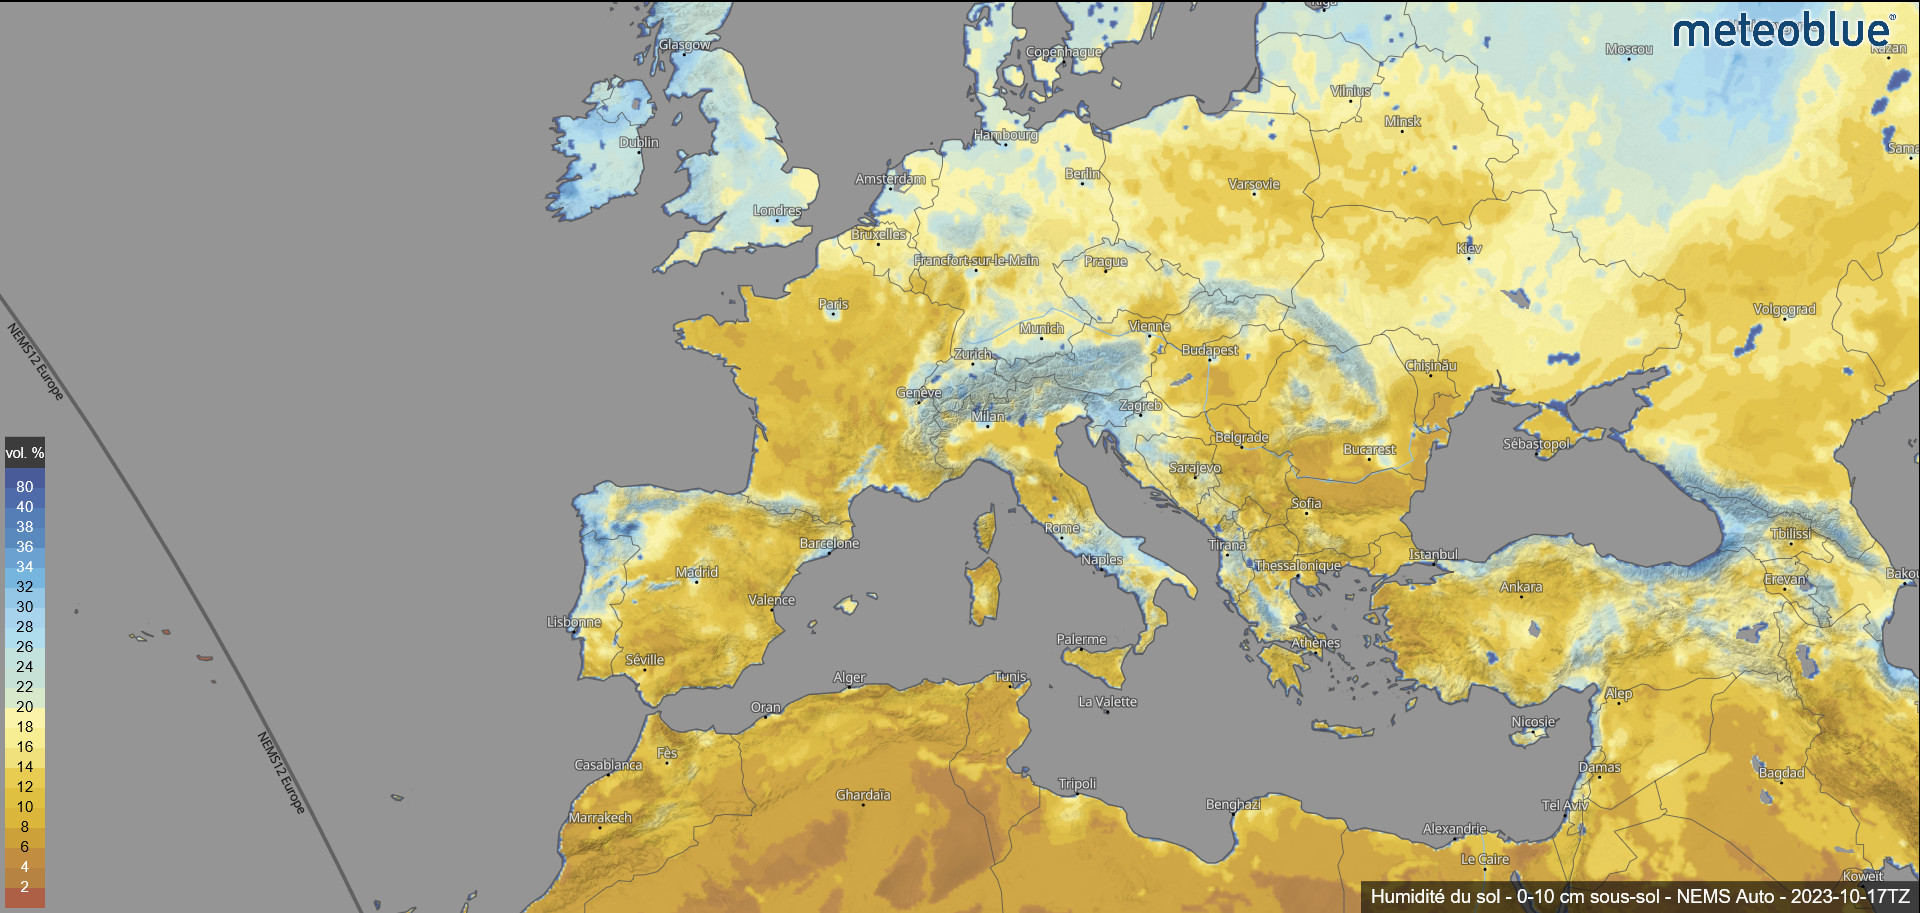 Riga
meteoblue®
Glasgow
Copenhague
Moscou
Kazan
Vilnius
Dublin
Hambourg
Minsk
Sama
Amsterdam
Berlin
Varsovie
Londres
Bruxelles
Kiev
Francfort-sur-le-Main
Prague
Paris
Volgograd
NEMS12 Europe
Munich
Vienne
Zurich
Budapest
Chișinău
Genève
Milan
Zagreb
Belgrade
Sébastopol
Bucarest
vol. %
Sarajevo
80
40
38
36
34
32
30
28
26
24
22
20
18
16
14
12
10
8
6
4
2
Sofia
Rome
Tbilissi
Barcelone
Tirana
Istanbul
Naples
Thessalonique
Madrid
Bakou
Erevan
Ankara
Valence
Lisbonne
Palerme
Athènes
Séville
Alger
Tunis
Alep
Oran
La Valette
Nicosie
NEMS12 Europe
Fès
Casablanca
Damas
Bagdad
Tripoli
Ghardaïa
Benghazi
Tel Aviv
Marrakech
Alexandrie
Le Caire
Koweït
Humidité du sol - 0-10 cm sous-sol - NEMS Auto - 2023-10-17TZ